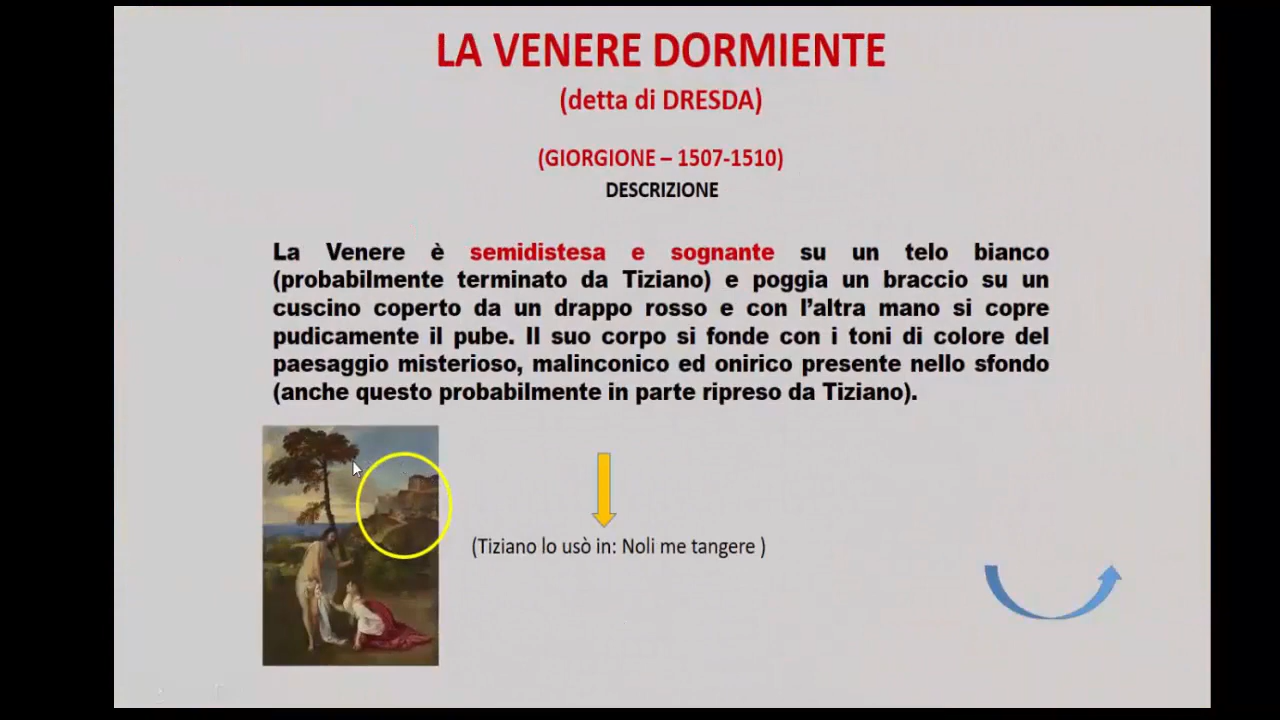 LA VENERE DORMIENTE
(detta di DRESDA)
(GIORGIONE – 1507-1510)
DESCRIZIONE
La Venere è semidistesa e sognante su un telo bianco
(probabilmente terminato da Tiziano) e poggia un braccio su un
cuscino coperto da un drappo rosso e con l'altra mano si copre
pudicamente il pube. Il suo corpo si fonde con i toni di colore del
paesaggio misterioso, malinconico ed onirico presente nello sfondo
(anche questo probabilmente in parte ripreso da Tiziano).
(Tiziano lo usò in: Noli me tangere )